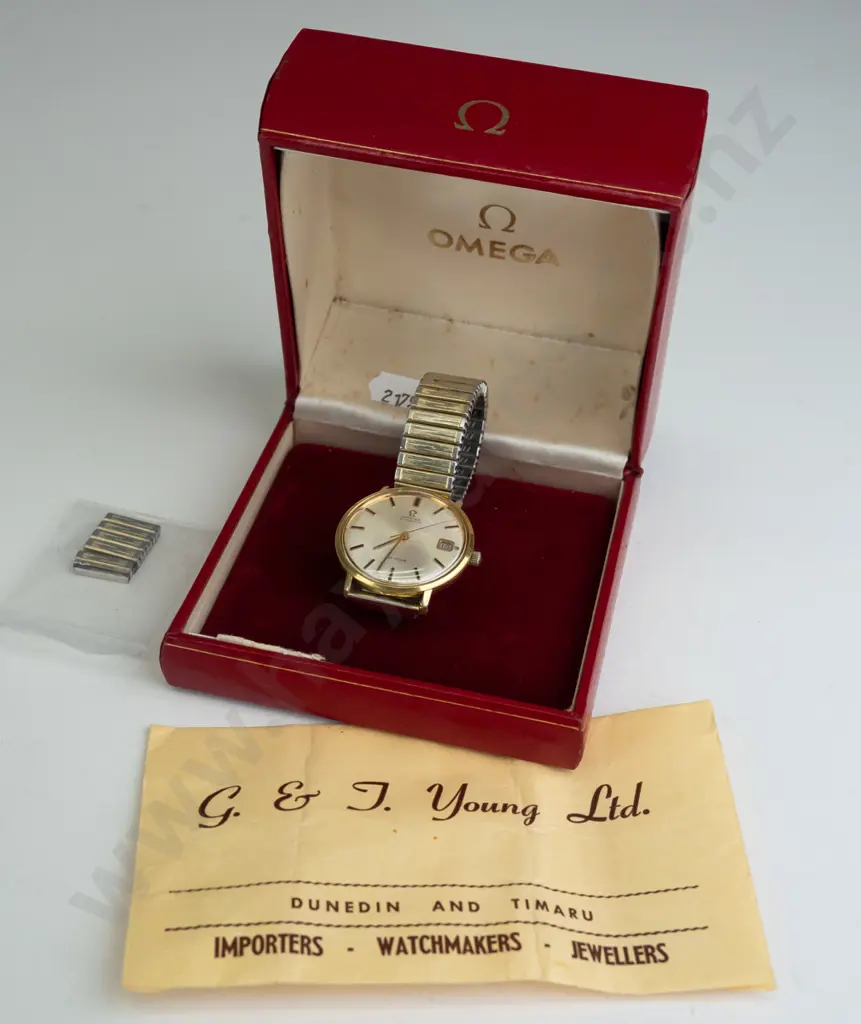 Ω
Ω
OMEGA
Ω
G. & T. Young Ltd.
DUNEDIN AND TIMARU
IMPORTERS - WATCHMAKERS - JEWELLERS